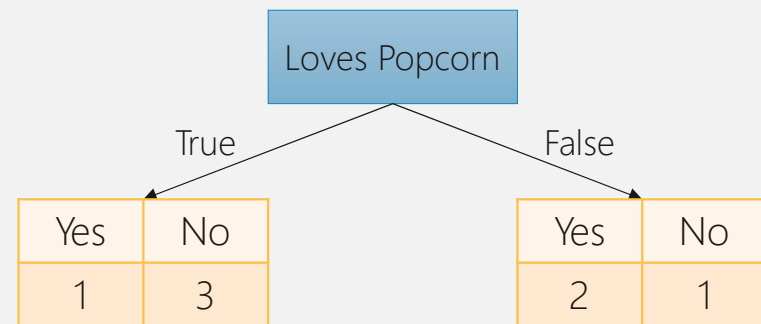 Loves Popcorn
True False
Yes No Yes No
1 3 2 1